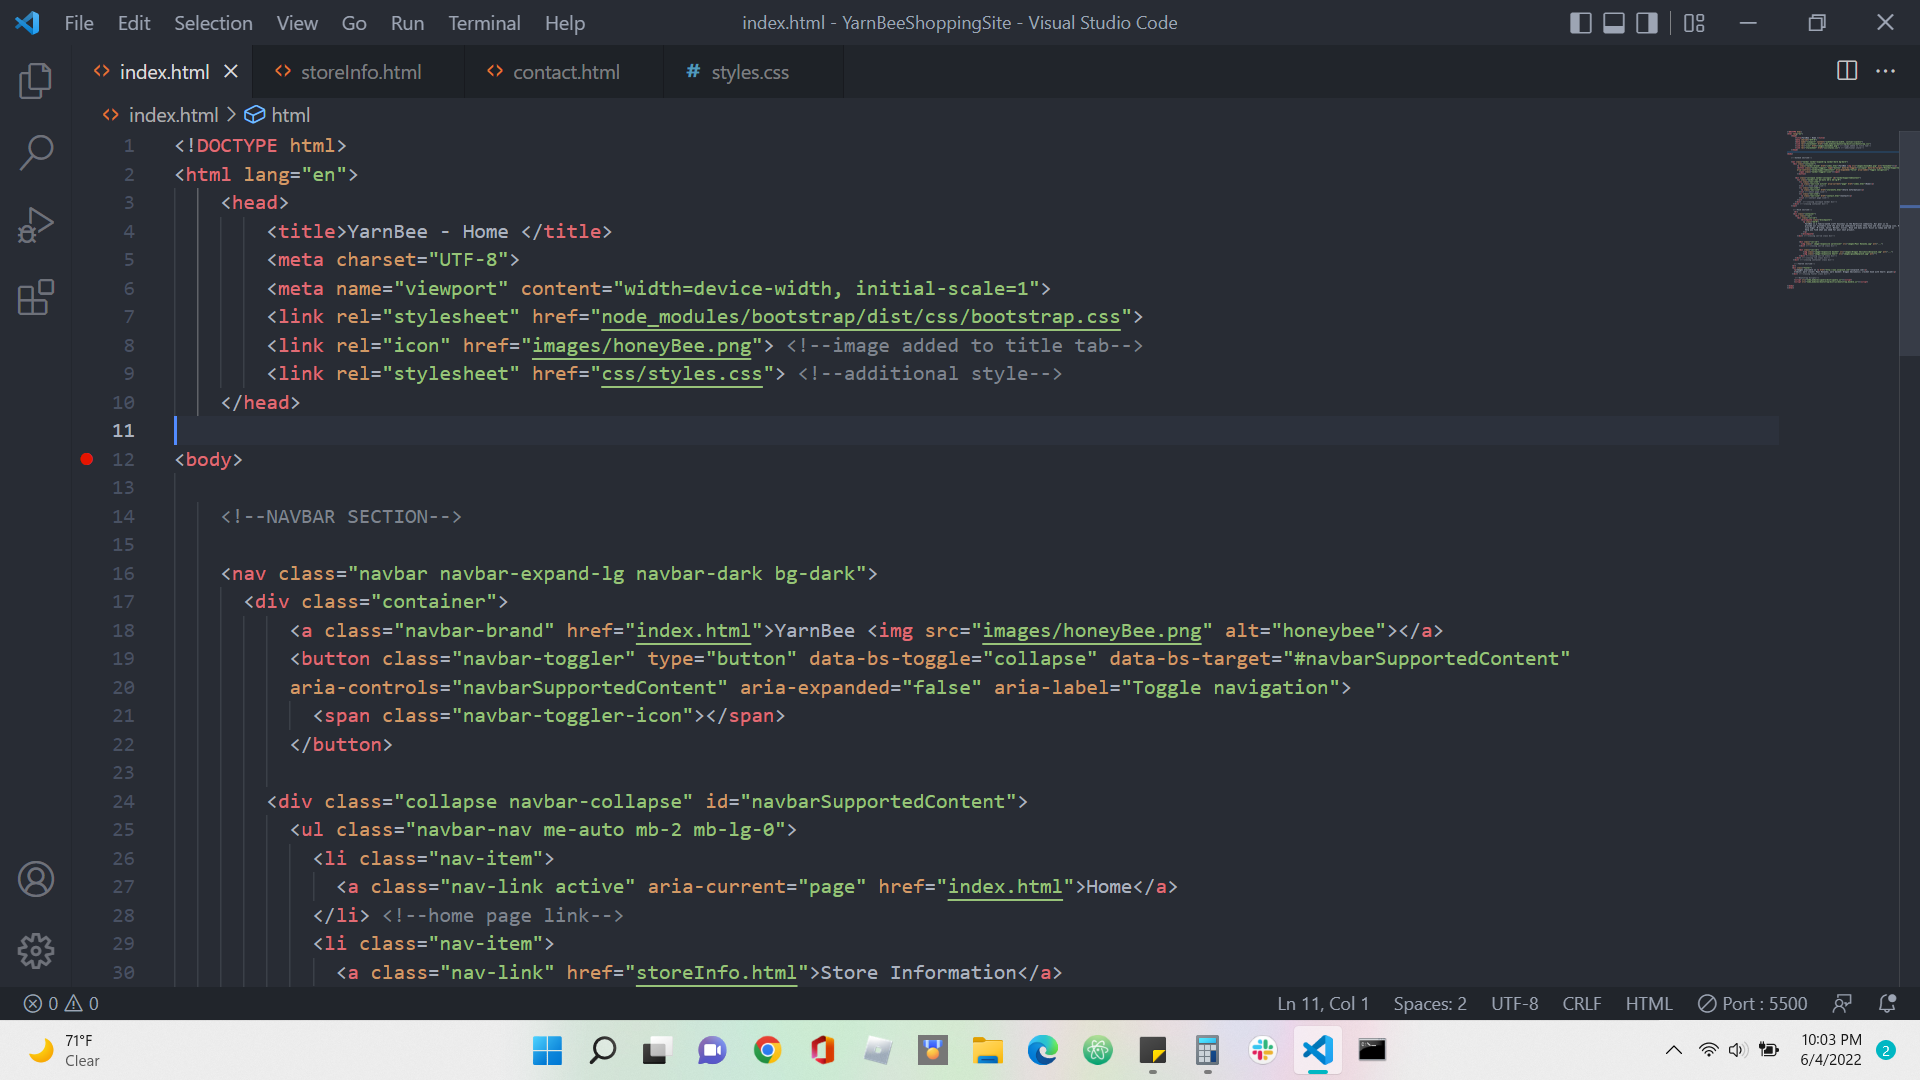 File Edit Selection View Go Run Terminal Help
index.html - YarnBeeShoppingSite - Visual Studio Code
index.html storeInfo.html contact.html # styles.css
index.html > html
1 <!DOCTYPE html>
2 <html lang="en">
3 <head>
4 <title>YarnBee - Home </title>
5 <meta charset="UTF-8">
6 <meta name="viewport" content="width=device-width, initial-scale=1">
7 <link rel="stylesheet" href="node_modules/bootstrap/dist/css/bootstrap.css">
8 <link rel="icon" href="images/honeyBee.png"> <!--image added to title tab-->
9 <link rel="stylesheet" href="css/styles.css"> <!--additional style-->
10 </head>
11
12 <body>
13
14 <!--NAVBAR SECTION-->
15
16 <nav class="navbar navbar-expand-lg navbar-dark bg-dark">
17 <div class="container">
18 <a class="navbar-brand" href="index.html">YarnBee <img src="images/honeyBee.png" alt="honeybee"></a>
19 <button class="navbar-toggler" type="button" data-bs-toggle="collapse" data-bs-target="#navbarSupportedContent"
20 aria-controls="navbarSupportedContent" aria-expanded="false" aria-label="Toggle navigation">
21 <span class="navbar-toggler-icon"></span>
22 </button>
23
24 <div class="collapse navbar-collapse" id="navbarSupportedContent">
25 <ul class="navbar-nav me-auto mb-2 mb-lg-0">
26 <li class="nav-item">
27 <a class="nav-link active" aria-current="page" href="index.html">Home</a>
28 </li> <!--home page link-->
29 <li class="nav-item">
30 <a class="nav-link" href="storeInfo.html">Store Information</a>
0 0 Ln 11, Col 1 Spaces: 2 UTF-8 CRLF HTML Port : 5500
71°F
Clear
10:03 PM
6/4/2022
2